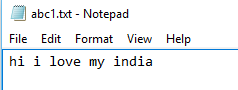 abc1.txt - Notepad
File Edit Format View Help
hi i love my india